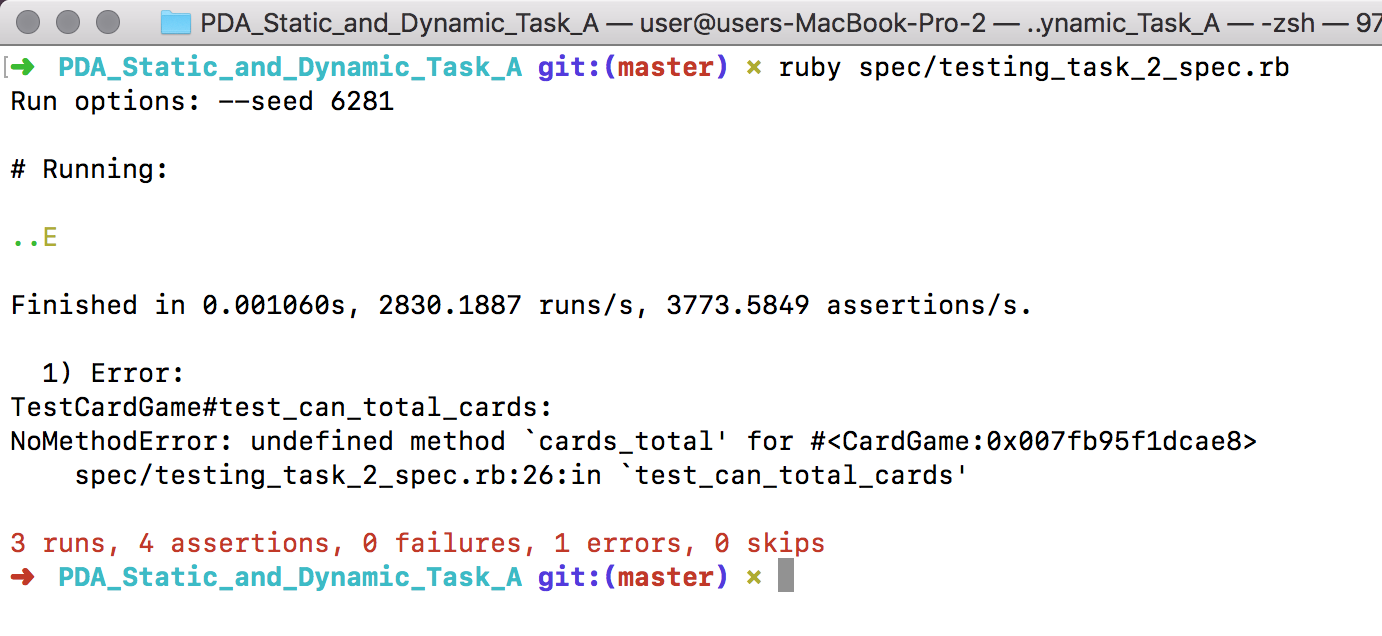 PDA_Static_and_Dynamic_Task_A — user@users-MacBook-Pro-2 — ..ynamic_Task_A — -zsh — 97
[➜  PDA_Static_and_Dynamic_Task_A git:(master) × ruby spec/testing_task_2_spec.rb
Run options: --seed 6281
# Running:
..E
Finished in 0.001060s, 2830.1887 runs/s, 3773.5849 assertions/s.
1) Error:
TestCardGame#test_can_total_cards:
NoMethodError: undefined method `cards_total' for #<CardGame:0x007fb95f1dcae8>
spec/testing_task_2_spec.rb:26:in `test_can_total_cards'
3 runs, 4 assertions, 0 failures, 1 errors, 0 skips
➜  PDA_Static_and_Dynamic_Task_A git:(master) ×